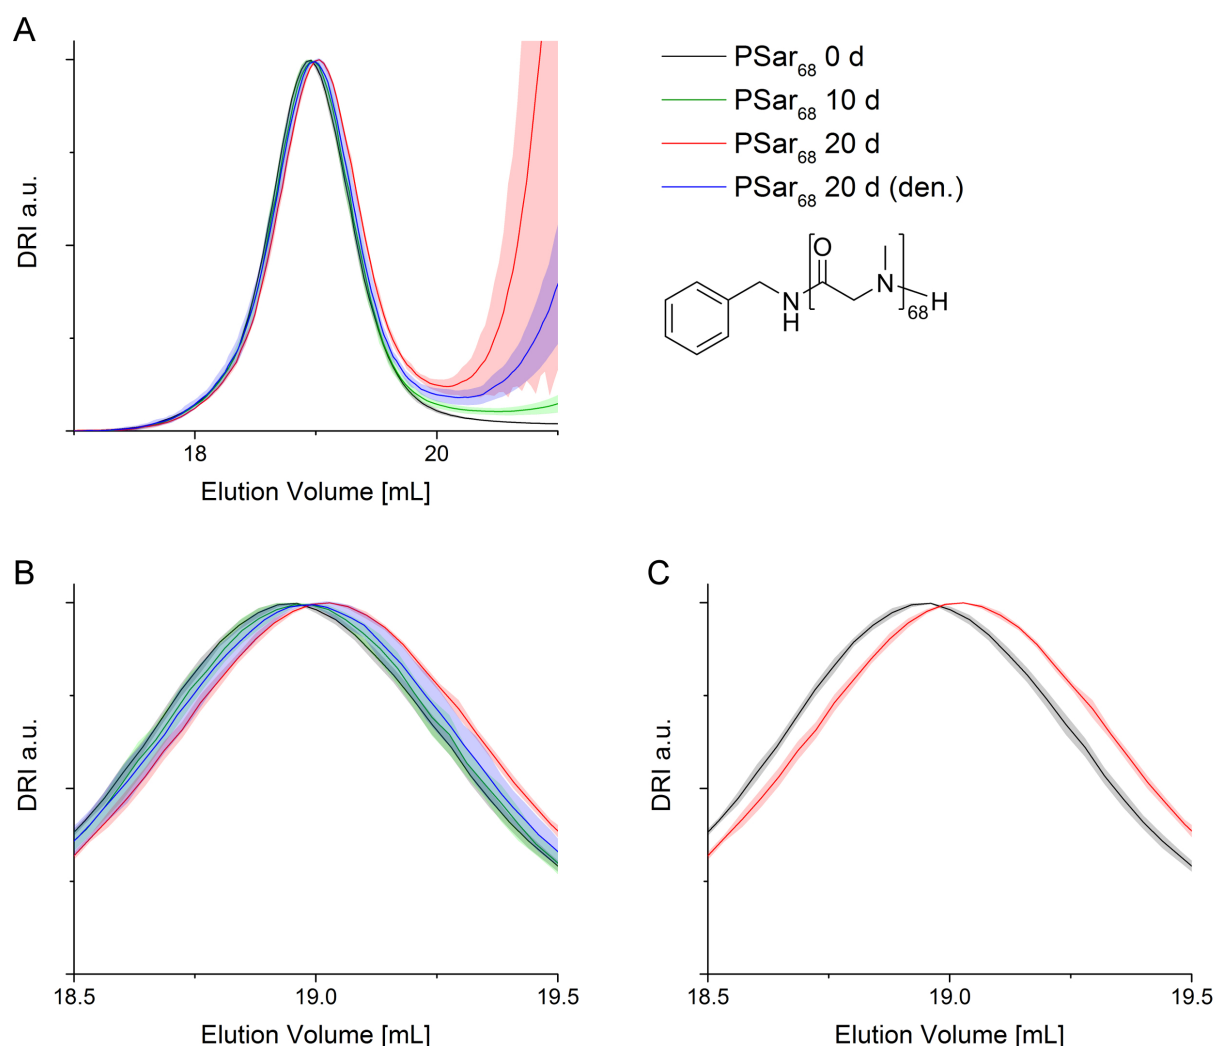 A
DRI a.u.
18
20
Elution Volume [mL]
PSar68 0 d
PSar68 10 d
PSar68 20 d
PSar68 20 d (den.)
O
N
H
N
68
H
B
DRI a.u.
18.5
19.0
19.5
Elution Volume [mL]
C
DRI a.u.
18.5
19.0
19.5
Elution Volume [mL]